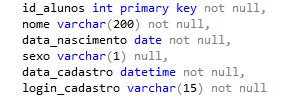 id_alunos int primary key not null,
nome varchar(200) not null,
data_nascimento date not null,
sexo varchar(1) null,
data_cadastro datetime not null,
login_cadastro varchar(15) not null